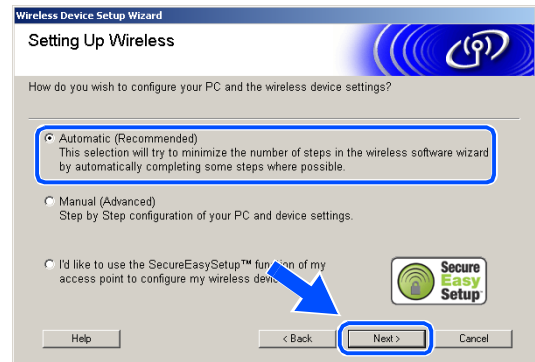 Wireless Device Setup Wizard
Setting Up Wireless
How do you wish to configure your PC and the wireless device settings?
Automatic (Recommended)
This selection will try to minimize the number of steps in the wireless software wizard
by automatically completing some steps where possible.
Manual (Advanced)
Step by Step configuration of your PC and device settings.
I'd like to use the SecureEasySetup™ of my
access point to configure my wireless
Secure
Easy
Setup
Help
< Back
Next >
Cancel